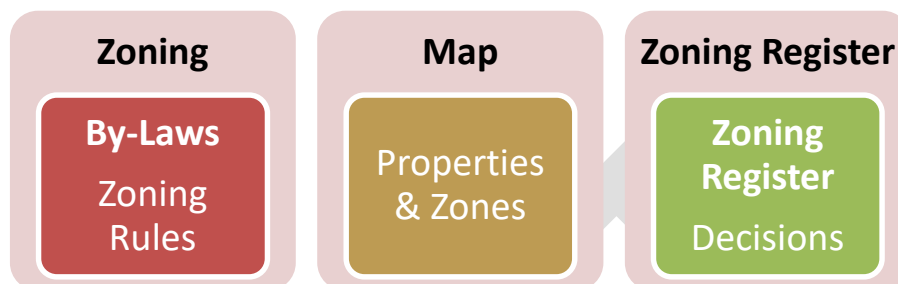 Zoning
By-Laws
Zoning
Rules
Map
Properties
& Zones
Zoning Register
Zoning
Register
Decisions